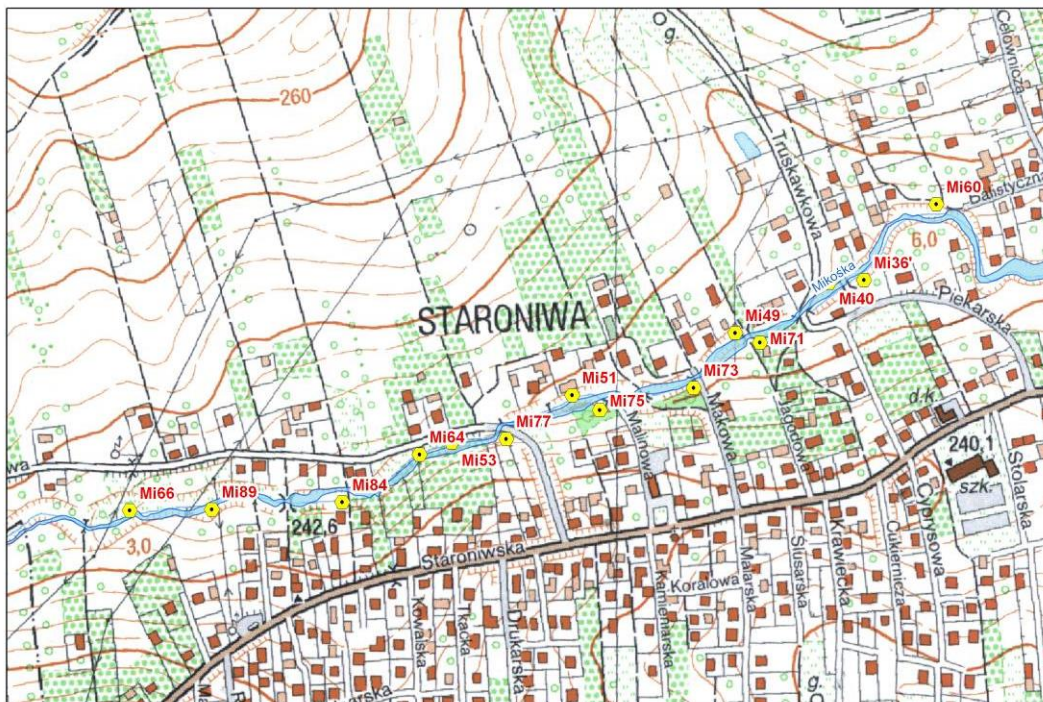 260
g.
Celownicza
Truskawkowa
Mi60
Balistyczna
6,0
Mi36'
Mikośka
Mi40
Piekarska
STARONIWA
Mi49
Mi71
Mi73
Mi51
Mi75
Makowa
Jagodowa
d.k.
Mi77
Malinowa
Mi64
Mi53
240,1
szk.
Stolarska
wa
Mi66
Mi89
Mi84
3,0
242,6
Staroniwska
K.
Koralowa
Kamieniarska
Malarska
Ślusarska
Krawiecka
Cukiernicza
Cyprysowa
Kowalska
Tkacka
Drukarska
g.